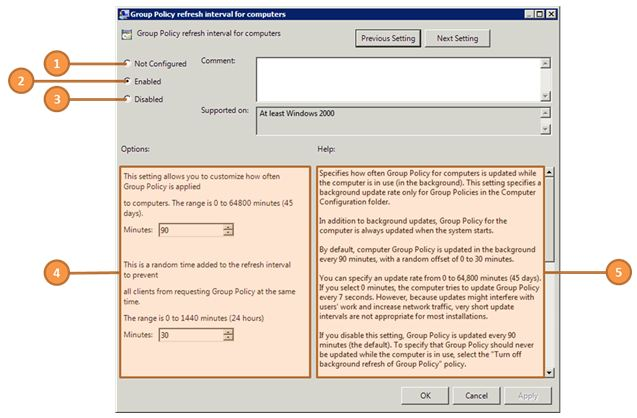 Group Policy refresh interval for computers
Group Policy refresh interval for computers
Previous Setting
Next Setting
1
Not Configured
Comment:
2
Enabled
3
Disabled
Supported on:
At least Windows 2000
Options:
Help:
4
This setting allows you to customize how often
Group Policy is applied
to computers. The range is 0 to 64800 minutes (45
days).
Minutes: 90
This is a random time added to the refresh interval
to prevent
all clients from requesting Group Policy at the same
time.
The range is 0 to 1440 minutes (24 hours)
Minutes: 30
5
Specifies how often Group Policy for computers is updated while
the computer is in use (in the background). This setting specifies a
background update rate only for Group Policies in the Computer
Configuration folder.
In addition to background updates, Group Policy for the
computer is always updated when the system starts.
By default, computer Group Policy is updated in the background
every 90 minutes, with a random offset of 0 to 30 minutes.
You can specify an update rate from 0 to 64,800 minutes (45 days).
If you select 0 minutes, the computer tries to update Group Policy
every 7 seconds. However, because updates might interfere with
users' work and increase network traffic, very short update
intervals are not appropriate for most installations.
If you disable this setting, Group Policy is updated every 90
minutes (the default). To specify that Group Policy should never
be updated while the computer is in use, select the "Turn off
background refresh of Group Policy" policy.
OK
Cancel
Apply